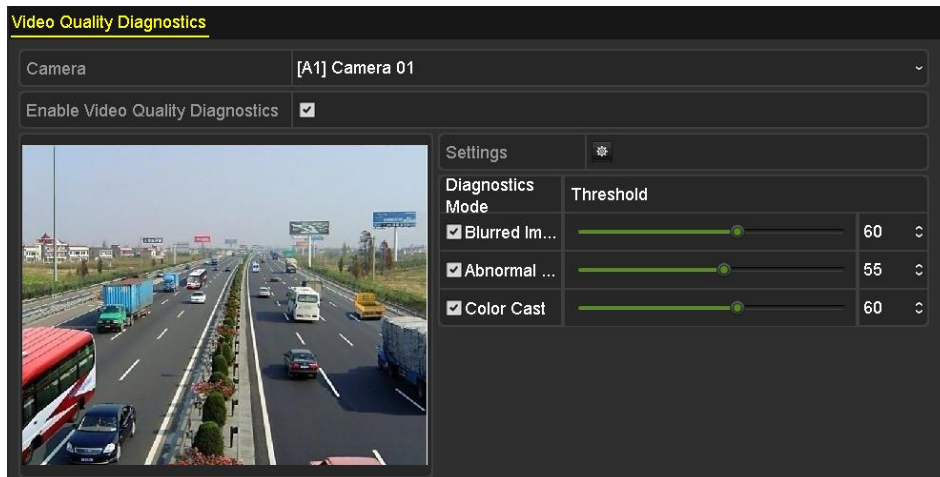 Video Quality Diagnostics
Camera
[A1] Camera 01
Enable Video Quality Diagnostics
Settings
Diagnostics Mode
Threshold
Blurred Im...
60
Abnormal ...
55
Color Cast
60